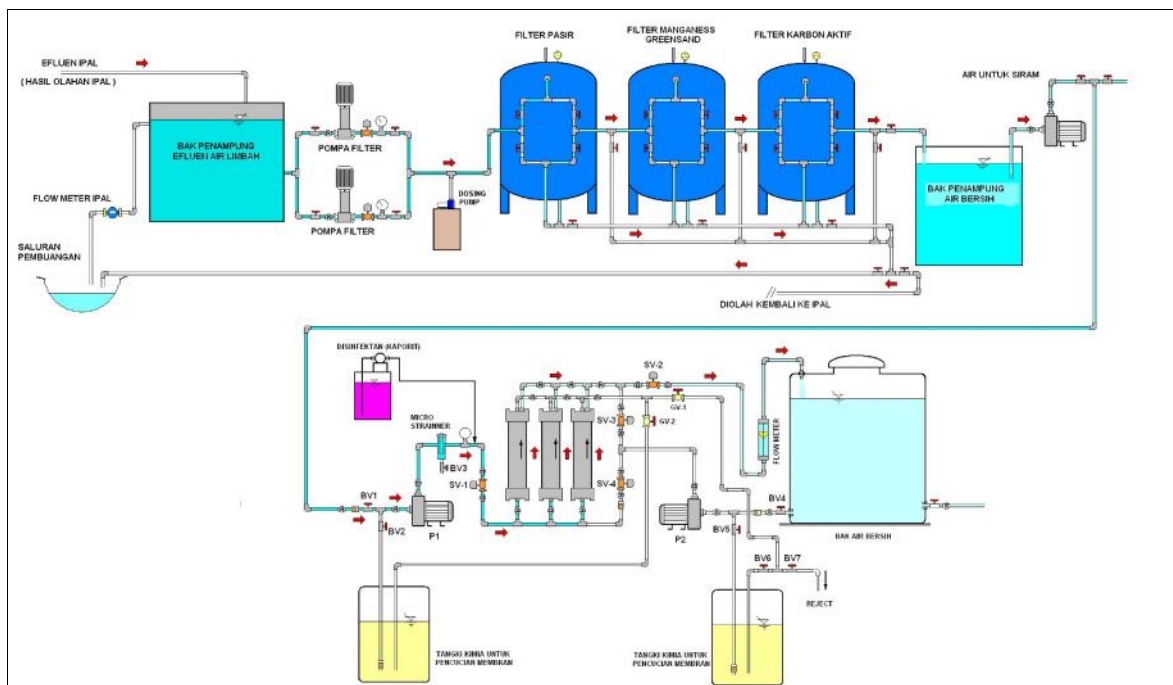 FILTER PASIR
FILTER MANGANESS
GREENSAND
FILTER KARBON AKTIF
EFLUEN IPAL
( HASIL OLAHAN IPAL )
AIR UNTUK SIRAM
BAK PENAMPUNG
EFLUEN AIR LIMBAH
POMPA FILTER
FLOW METER IPAL
DOSING
PUMP
BAK PENAMPUNG
AIR BERSIH
POMPA FILTER
SALURAN
PEMBUANGAN
DIOLAH KEMBALI KE IPAL
DISINFEKTAN (KAPORIT)
SV-2
MICRO
STRAINNER
GV-1
SV-3
GV-2
FLOW METER
BV3
SV-1
SV-4
BV1
BV2
P1
P2
BV4
BV5
BAK AIR BERSIH
BV6
BV7
REJECT
TANGKI KIMIA UNTUK
PENCUCIAN MEMBRAN
TANGKI KIMIA UNTUK
PENCUCIAN MEMBRAN